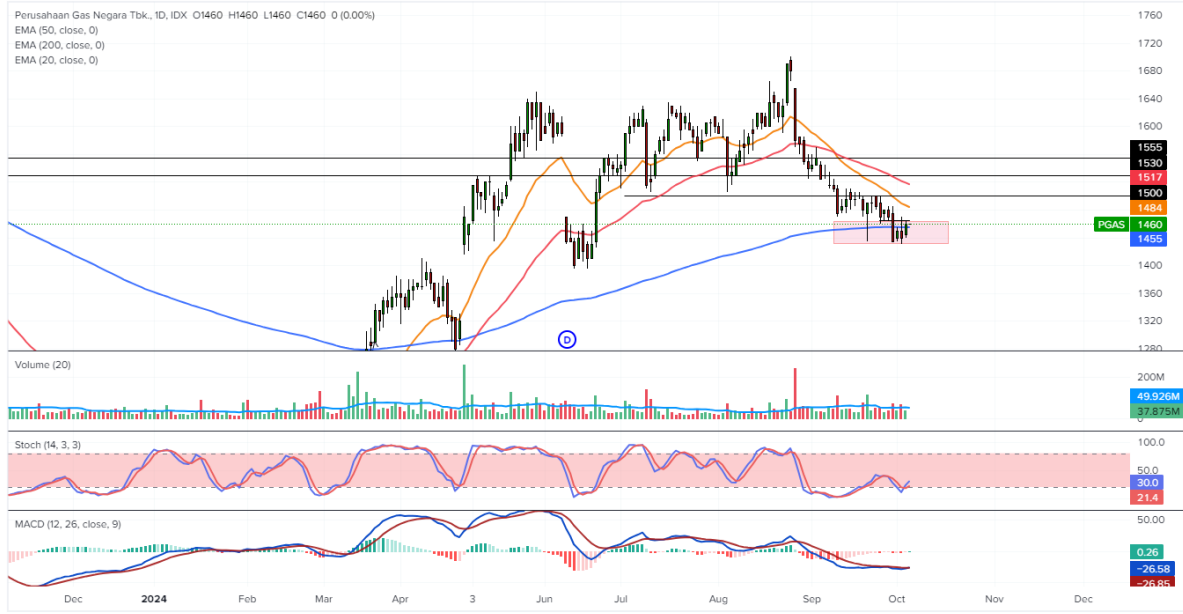 Perusahaan Gas Negara Tbk., 1D, IDX O1460 H1460 L1460 C1460 0 (0.00%)
EMA (50, close, 0)
EMA (200, close, 0)
EMA (20, close, 0)
1760
1720
1680
1640
1600
1555
1530
1517
1500
1484
PGAS 1460
1455
1400
1360
1320
1280
D
Volume (20)
200M
49.926M
37.875M
Stoch (14, 3, 3)
100.0
50.0
30.0
21.4
MACD (12, 26, close, 9)
50.00
0.26
−26.58
−26.85
Dec 2024 Feb Mar Apr 3 Jun Jul Aug Sep Oct Nov Dec